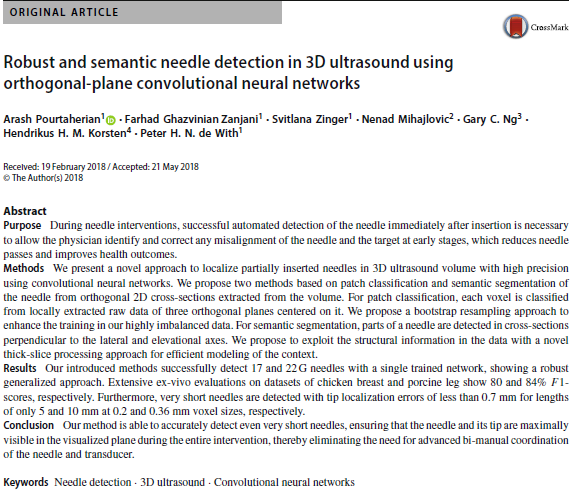 ORIGINAL ARTICLE
CrossMark
Robust and semantic needle detection in 3D ultrasound using
orthogonal-plane convolutional neural networks
Arash Pourtaherian¹ · Farhad Ghazvinian Zanjani¹ · Svitlana Zinger¹ · Nenad Mihajlovic² · Gary C. Ng³ ·
Hendrikus H. M. Korsten⁴ · Peter H. N. de With¹
Received: 19 February 2018 / Accepted: 21 May 2018
© The Author(s) 2018
Abstract
Purpose During needle interventions, successful automated detection of the needle immediately after insertion is necessary
to allow the physician identify and correct any misalignment of the needle and the target at early stages, which reduces needle
passes and improves health outcomes.
Methods We present a novel approach to localize partially inserted needles in 3D ultrasound volume with high precision
using convolutional neural networks. We propose two methods based on patch classification and semantic segmentation of
the needle from orthogonal 2D cross-sections extracted from the volume. For patch classification, each voxel is classified
from locally extracted raw data of three orthogonal planes centered on it. We propose a bootstrap resampling approach to
enhance the training in our highly imbalanced data. For semantic segmentation, parts of a needle are detected in cross-sections
perpendicular to the lateral and elevational axes. We propose to exploit the structural information in the data with a novel
thick-slice processing approach for efficient modeling of the context.
Results Our introduced methods successfully detect 17 and 22 G needles with a single trained network, showing a robust
generalized approach. Extensive ex-vivo evaluations on datasets of chicken breast and porcine leg show 80 and 84% F1-
scores, respectively. Furthermore, very short needles are detected with tip localization errors of less than 0.7 mm for lengths
of only 5 and 10 mm at 0.2 and 0.36 mm voxel sizes, respectively.
Conclusion Our method is able to accurately detect even very short needles, ensuring that the needle and its tip are maximally
visible in the visualized plane during the entire intervention, thereby eliminating the need for advanced bi-manual coordination
of the needle and transducer.
Keywords Needle detection · 3D ultrasound · Convolutional neural networks